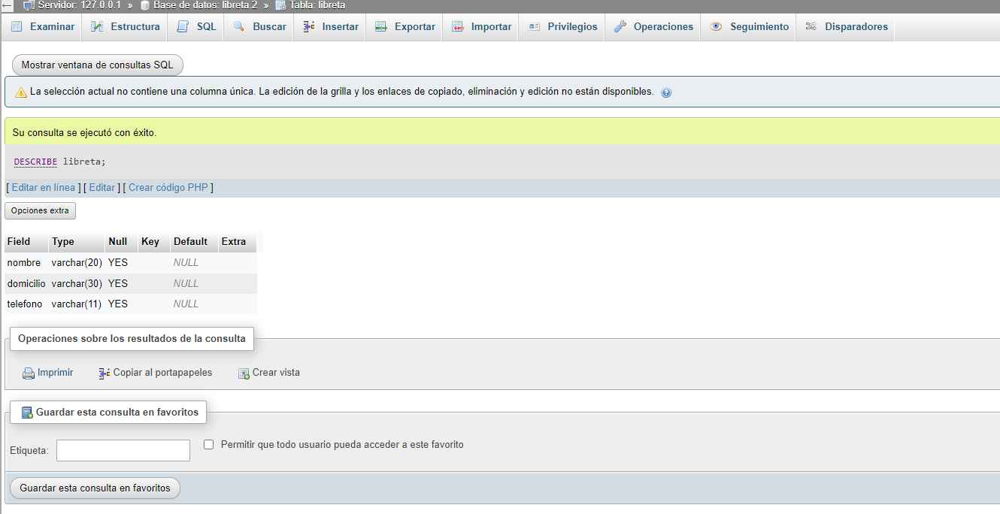 Servidor: 127.0.0.1 » Base de datos: libreta.2 » Tabla: libreta
Examinar Estructura SQL Buscar Insertar Exportar Importar Privilegios Operaciones Seguimiento Disparadores
Mostrar ventana de consultas SQL
La selección actual no contiene una columna única. La edición de la grilla y los enlaces de copiado, eliminación y edición no están disponibles.
Su consulta se ejecutó con éxito.
DESCRIBE libreta;
[ Editar en línea ] [ Editar ] [ Crear código PHP ]
Opciones extra
Field Type Null Key Default Extra
nombre varchar(20) YES NULL
domicilio varchar(30) YES NULL
telefono varchar(11) YES NULL
Operaciones sobre los resultados de la consulta
Imprimir Copiar al portapapeles Crear vista
Guardar esta consulta en favoritos
Etiqueta: Permitir que todo usuario pueda acceder a este favorito
Guardar esta consulta en favoritos